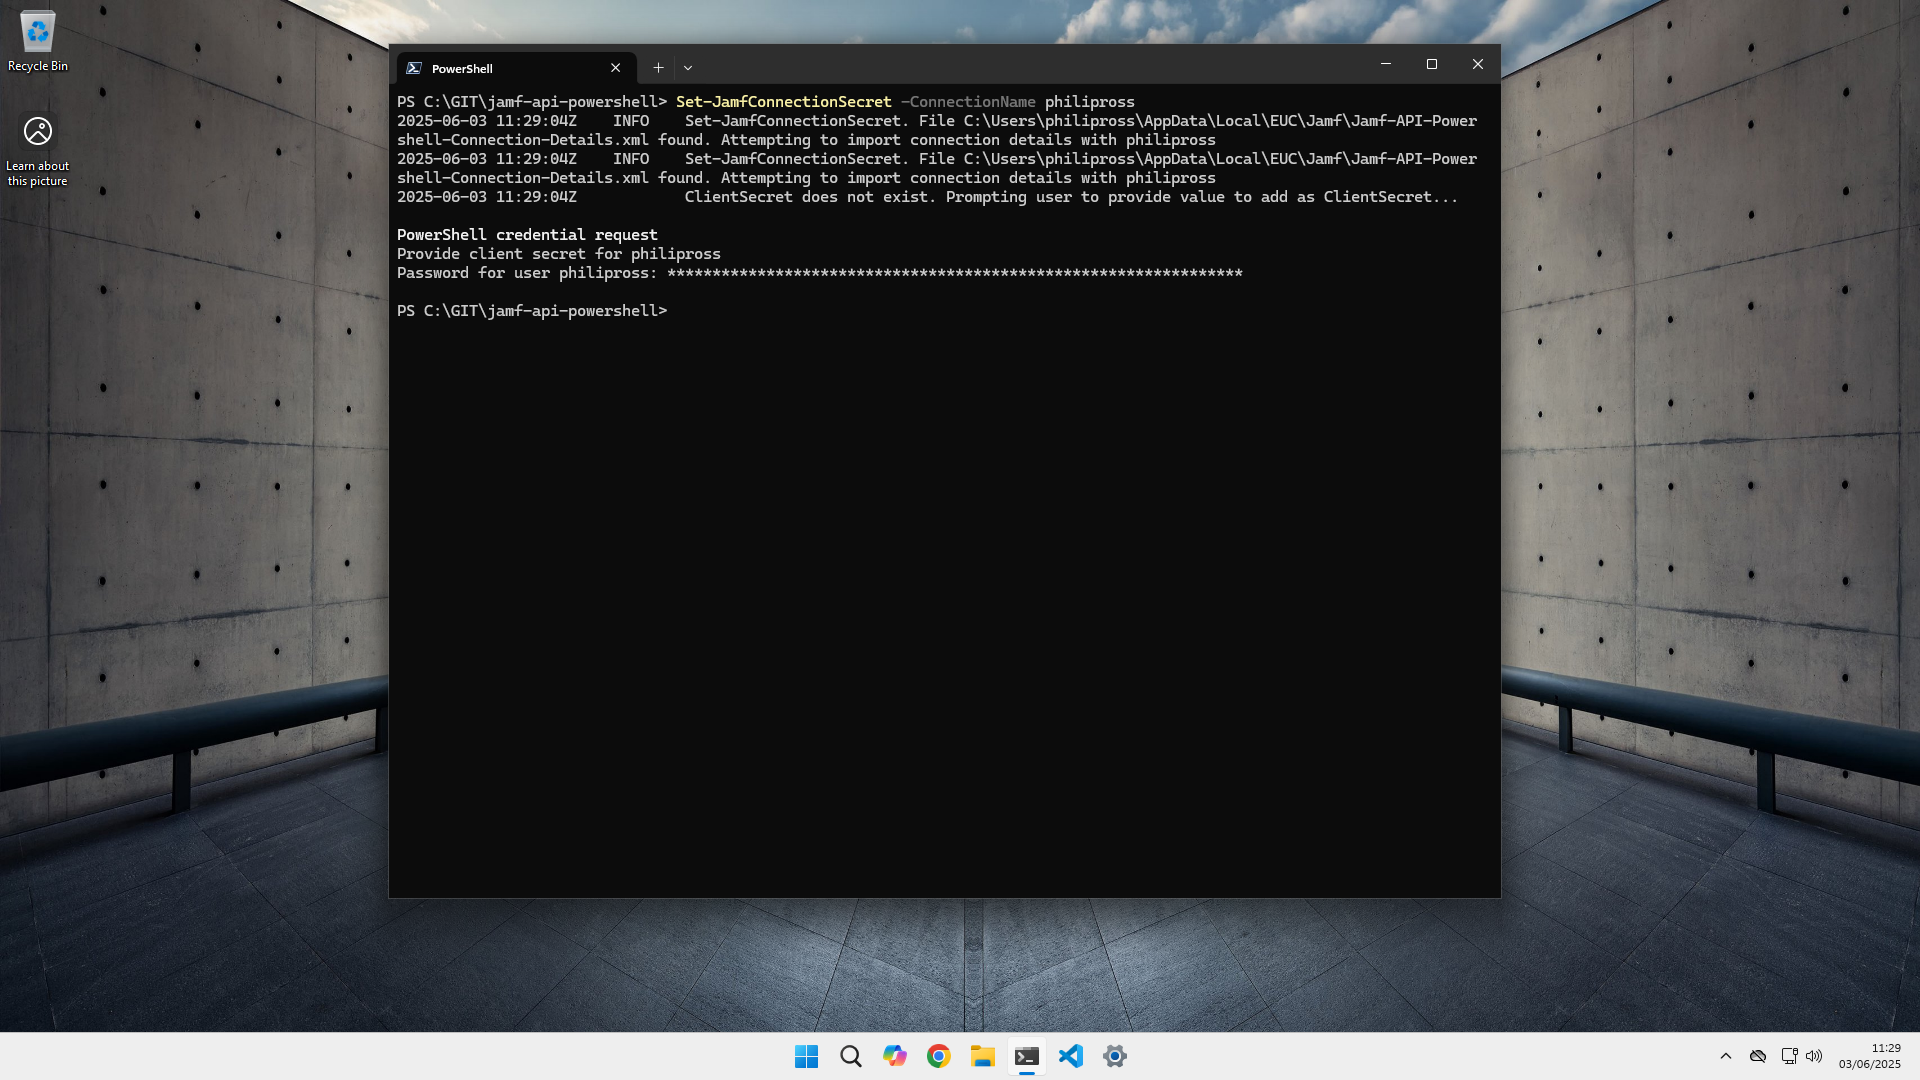 Recycle Bin
Learn about
this picture
PowerShell
PS C:\GIT\jamf-api-powershell> Set-JamfConnectionSecret -ConnectionName philipross
2025-06-03 11:29:04Z    INFO    Set-JamfConnectionSecret. File C:\Users\philipross\AppData\Local\EUC\Jamf\Jamf-API-Power
shell-Connection-Details.xml found. Attempting to import connection details with philipross
2025-06-03 11:29:04Z    INFO    Set-JamfConnectionSecret. File C:\Users\philipross\AppData\Local\EUC\Jamf\Jamf-API-Power
shell-Connection-Details.xml found. Attempting to import connection details with philipross
2025-06-03 11:29:04Z            ClientSecret does not exist. Prompting user to provide value to add as ClientSecret...
PowerShell credential request
Provide client secret for philipross
Password for user philipross: ****************************************************************
PS C:\GIT\jamf-api-powershell>
11:29
03/06/2025